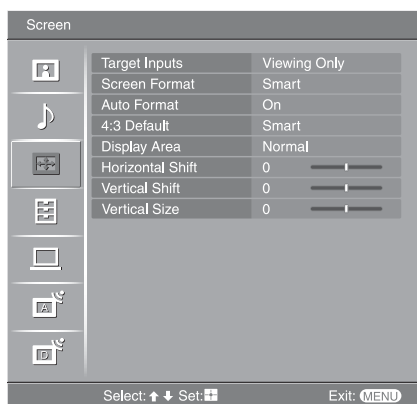 Screen
Target Inputs Viewing Only
Screen Format Smart
Auto Format On
4:3 Default Smart
Display Area Normal
Horizontal Shift 0
Vertical Shift 0
Vertical Size 0
A
D
Select: Set: Exit: MENU